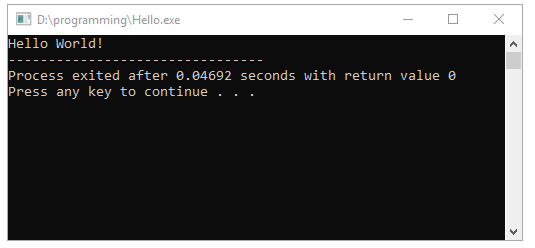 D:\programming\Hello.exe
Hello World!
--------------------------------
Process exited after 0.04692 seconds with return value 0
Press any key to continue . . .